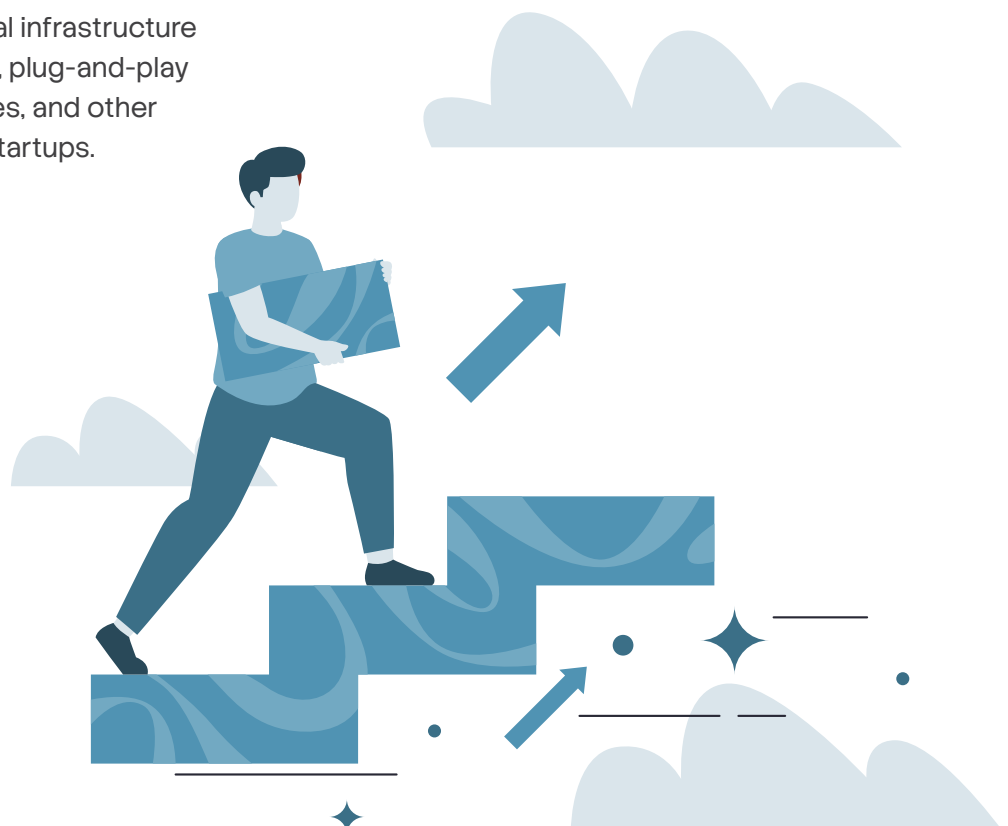 al infrastructure
, plug-and-play
es, and other
tartups.